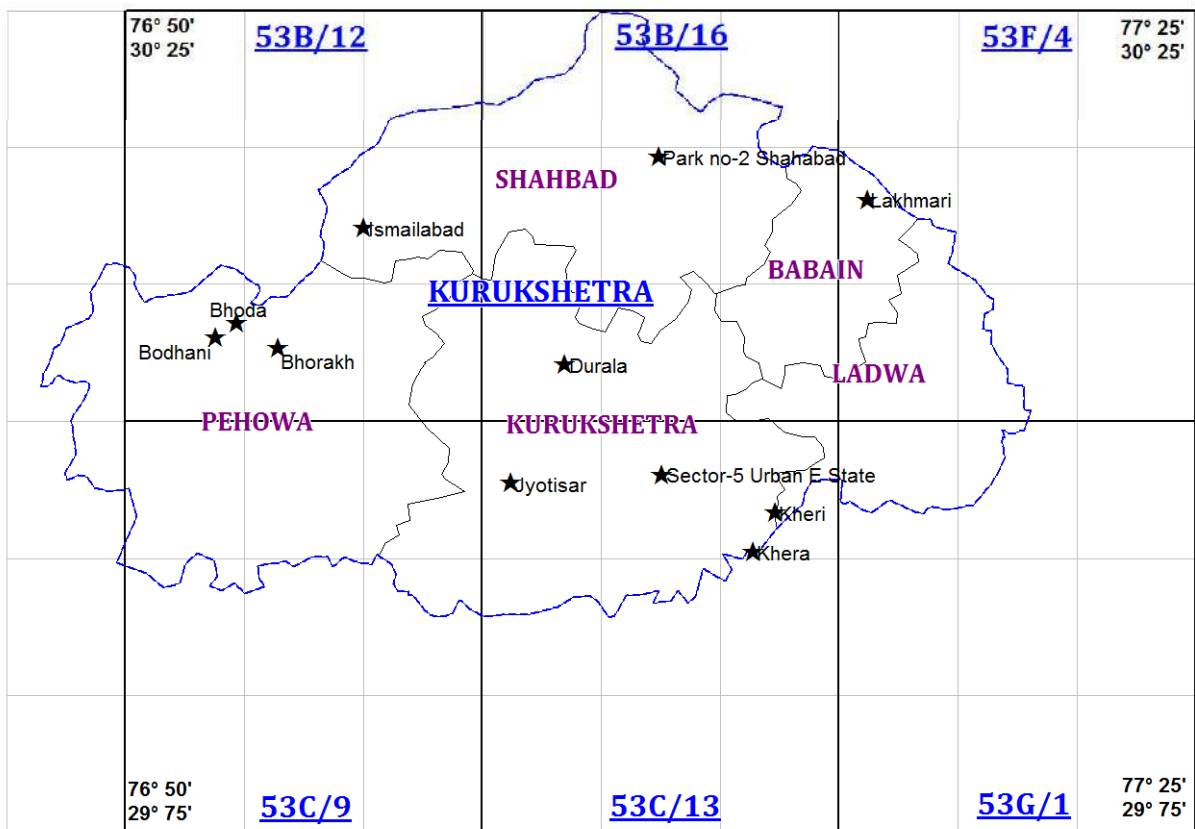 76° 50'
30° 25'
53B/12
53B/16
53F/4
77° 25'
30° 25'
Park no-2 Shahabad
SHAHBAD
Lakhmari
Ismailabad
BABAIN
KURUKSHETRA
Bhoda
Bodhani
Bhorakh
Durala
LADWA
PEHOWA
KURUKSHETRA
Sector-5 Urban E State
Jyotisar
Kheri
Khera
76° 50'
29° 75'
53C/9
53C/13
53G/1
77° 25'
29° 75'